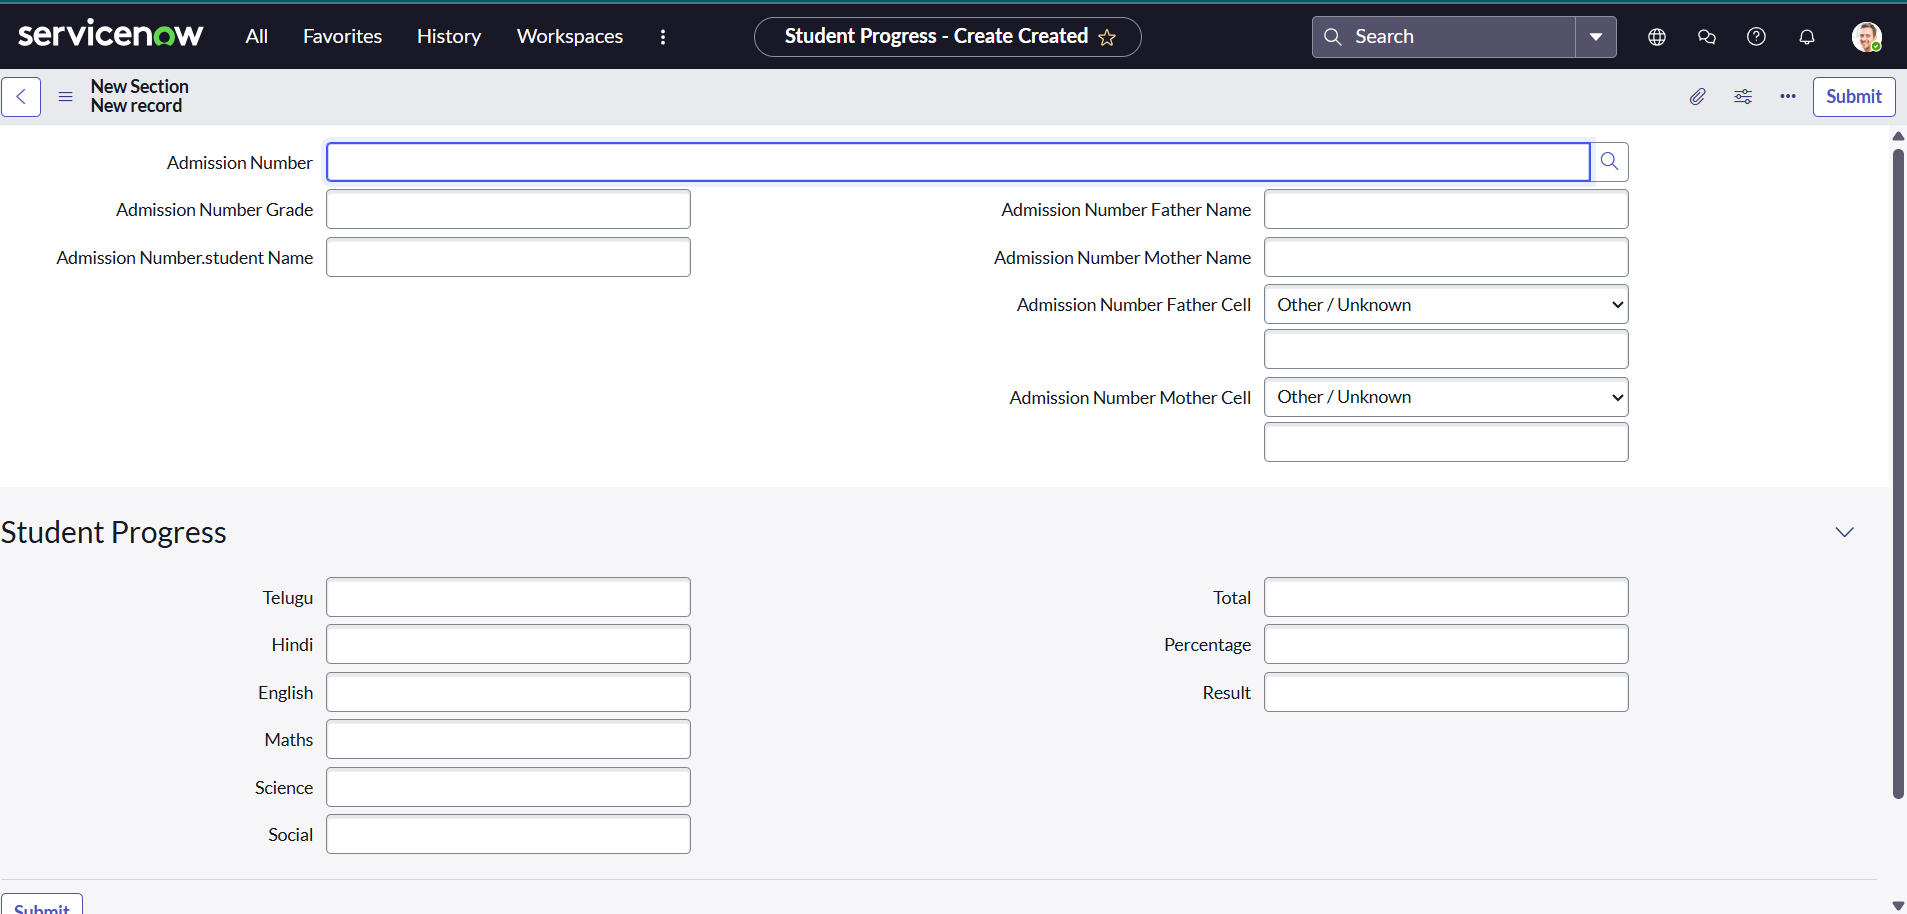 servicenow All Favorites History Workspaces Student Progress - Create Created Search
New Section
New record
Submit
Admission Number
Admission Number Grade
Admission Number Father Name
Admission Number.student Name
Admission Number Mother Name
Admission Number Father Cell Other / Unknown
Admission Number Mother Cell Other / Unknown
Student Progress
Telugu
Total
Hindi
Percentage
English
Result
Maths
Science
Social
Submit